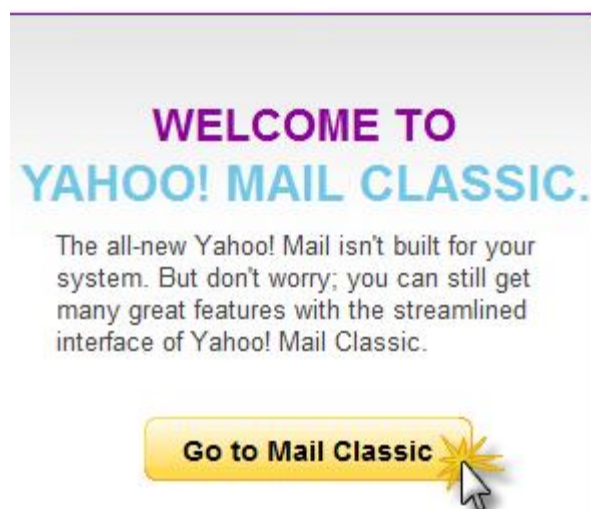 WELCOME TO
YAHOO! MAIL CLASSIC.
The all-new Yahoo! Mail isn't built for your
system. But don't worry; you can still get
many great features with the streamlined
interface of Yahoo! Mail Classic.
Go to Mail Classic